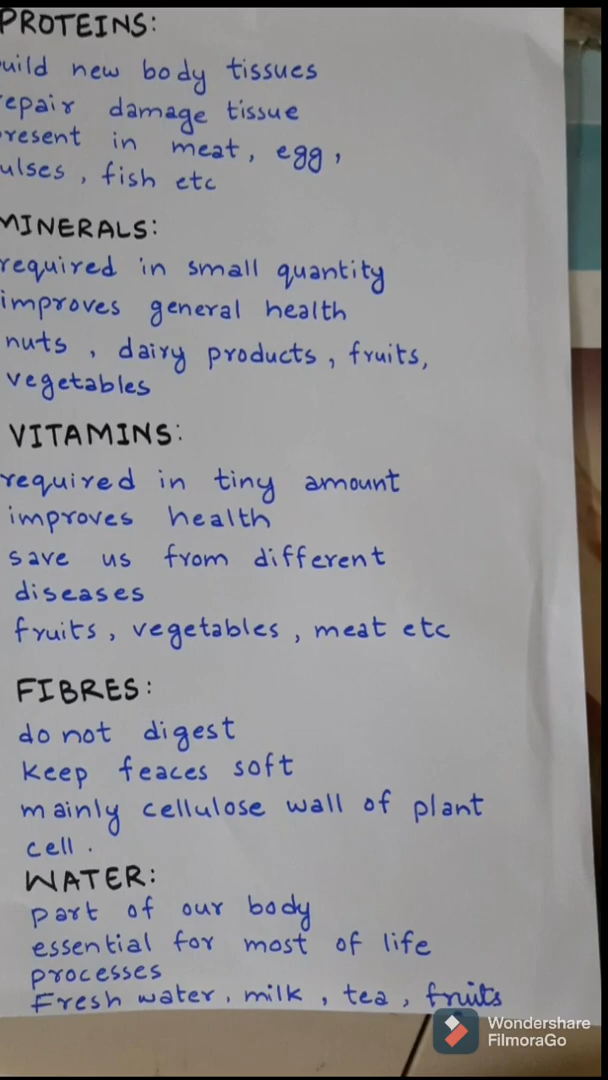 PROTEINS:
uild new body tissues
epair damage tissue
resent in meat, egg,
ulses, fish etc
MINERALS:
required in small quantity
improves general health
nuts, dairy products, fruits,
vegetables
VITAMINS:
required in tiny amount
improves health
save us from different
diseases
fruits, vegetables, meat etc
FIBRES:
do not digest
keep feaces soft
mainly cellulose wall of plant
cell.
WATER:
part of our body
essential for most of life
processes
Fresh water, milk, tea, fruits
Wondershare
FilmoraGo